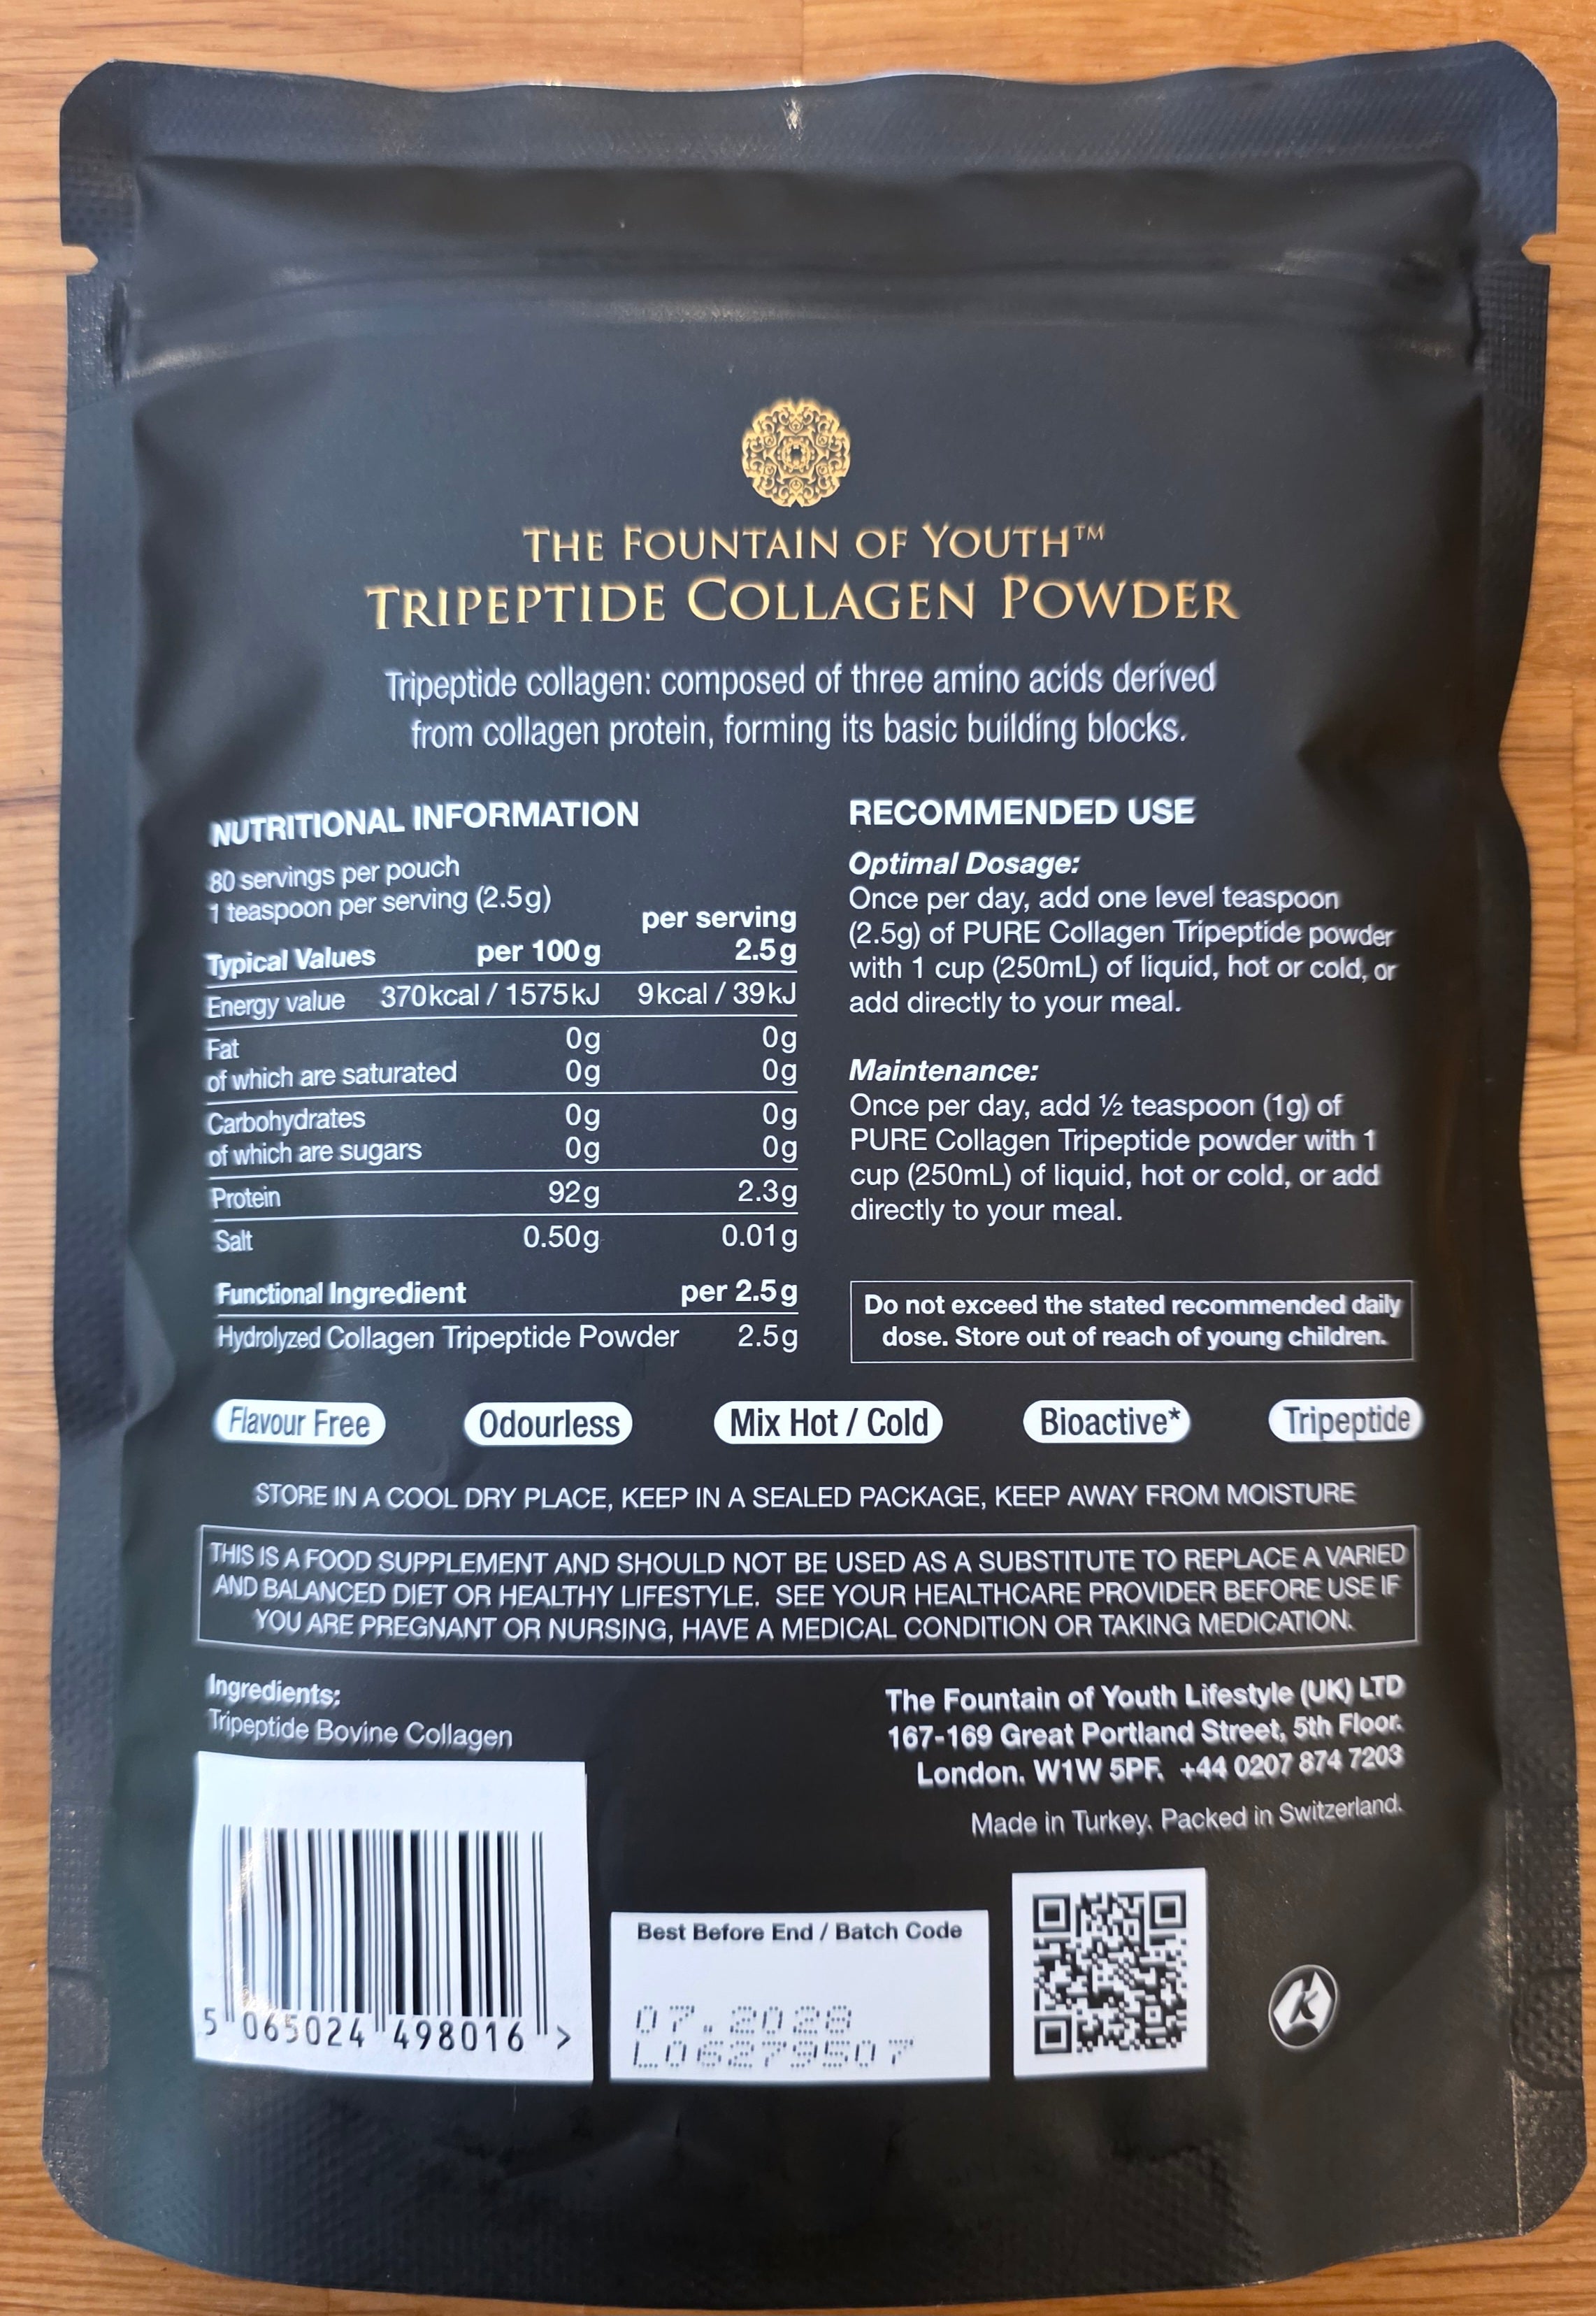 THE FOUNTAIN OF YOUTH™
TRIPEPTIDE COLLAGEN POWDER
Tripeptide collagen: composed of three amino acids derived
from collagen protein, forming its basic building blocks.
NUTRITIONAL INFORMATION
80 servings per pouch
1 teaspoon per serving (2.5g)
per serving
Typical Values per 100g 2.5g
Energy value 370kcal / 1575kJ 9kcal / 39kJ
Fat 0g 0g
of which are saturated 0g 0g
Carbohydrates 0g 0g
of which are sugars 0g 0g
Protein 92g 2.3g
Salt 0.50g 0.01g
Functional Ingredient per 2.5g
Hydrolyzed Collagen Tripeptide Powder 2.5g
RECOMMENDED USE
Optimal Dosage:
Once per day, add one level teaspoon
(2.5g) of PURE Collagen Tripeptide powder
with 1 cup (250mL) of liquid, hot or cold, or
add directly to your meal.
Maintenance:
Once per day, add ½ teaspoon (1g) of
PURE Collagen Tripeptide powder with 1
cup (250mL) of liquid, hot or cold, or add
directly to your meal.
Do not exceed the stated recommended daily
dose. Store out of reach of young children.
Flavour Free Odourless Mix Hot / Cold Bioactive* Tripeptide
STORE IN A COOL DRY PLACE, KEEP IN A SEALED PACKAGE, KEEP AWAY FROM MOISTURE
THIS IS A FOOD SUPPLEMENT AND SHOULD NOT BE USED AS A SUBSTITUTE TO REPLACE A VARIED
AND BALANCED DIET OR HEALTHY LIFESTYLE. SEE YOUR HEALTHCARE PROVIDER BEFORE USE IF
YOU ARE PREGNANT OR NURSING, HAVE A MEDICAL CONDITION OR TAKING MEDICATION.
Ingredients:
Tripeptide Bovine Collagen
The Fountain of Youth Lifestyle (UK) LTD
167-169 Great Portland Street, 5th Floor.
London. W1W 5PF. +44 0207 874 7203
Made in Turkey. Packed in Switzerland.
5 065024 498016 >
Best Before End / Batch Code
07.2028
L06279507
K